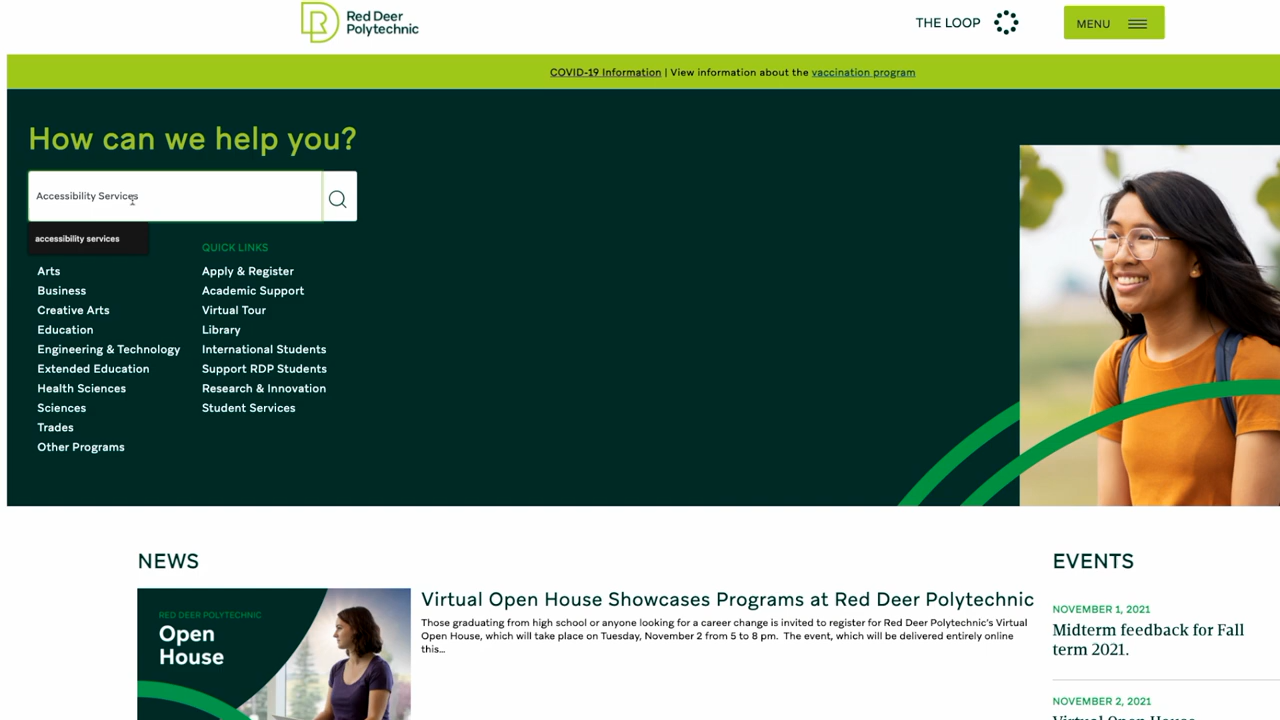 Red Deer
Polytechnic
THE LOOP
MENU
COVID-19 Information | View information about the vaccination program
How can we help you?
Accessibility Services
accessibility services
QUICK LINKS
Arts
Business
Creative Arts
Education
Engineering & Technology
Extended Education
Health Sciences
Sciences
Trades
Other Programs
Apply & Register
Academic Support
Virtual Tour
Library
International Students
Support RDP Students
Research & Innovation
Student Services
NEWS
RED DEER POLYTECHNIC
Open
House
Virtual Open House Showcases Programs at Red Deer Polytechnic
Those graduating from high school or anyone looking for a career change is invited to register for Red Deer Polytechnic's Virtual
Open House, which will take place on Tuesday, November 2 from 5 to 8 pm. The event, which will be delivered entirely online
this...
EVENTS
NOVEMBER 1, 2021
Midterm feedback for Fall
term 2021.
NOVEMBER 2, 2021
Virtual Open House